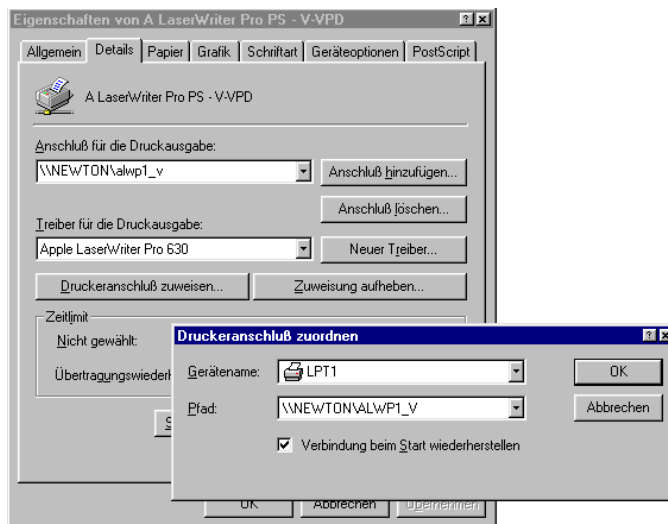 Eigenschaften von A LaserWriter Pro PS - V-VPD
Allgemein Details Papier Grafik Schriftart Geräteoptionen PostScript
A LaserWriter Pro PS - V-VPD
Anschluß für die Druckausgabe:
\\NEWTON\alwp1_v Anschluß hinzufügen...
Anschluß löschen...
Treiber für die Druckausgabe:
Apple LaserWriter Pro 630 Neuer Treiber...
Druckeranschluß zuweisen... Zuweisung aufheben...
Zeitlimit
Nicht gewählt:
Übertragungswiederh
S
OK Abbrechen Übernehmen
Druckeranschluß zuordnen
Gerätename: LPT1 OK
Pfad: \\NEWTON\ALWP1_V Abbrechen
Verbindung beim Start wiederherstellen